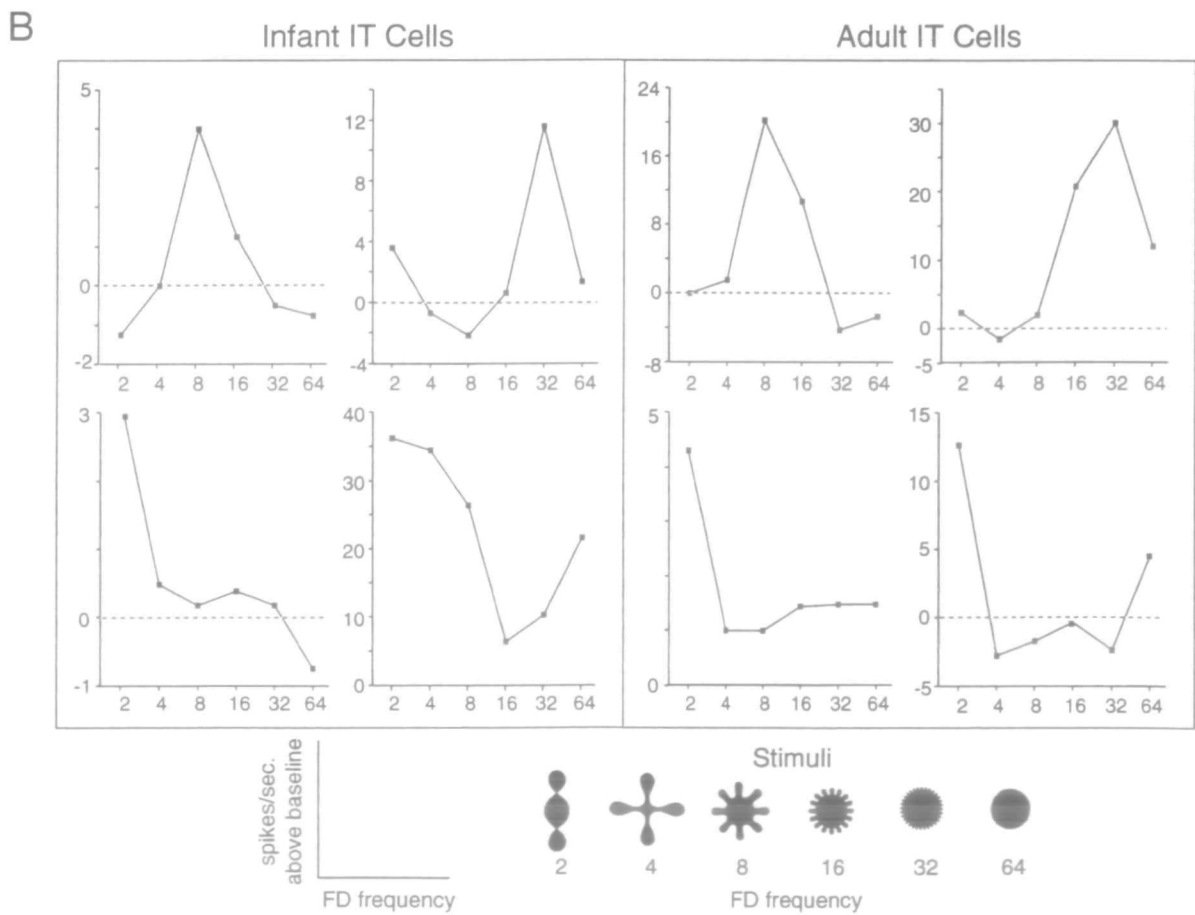 B
Infant IT Cells
Adult IT Cells
5
0
-2
2 4 8 16 32 64
12
8
4
0
-4
2 4 8 16 32 64
24
16
8
0
-8
2 4 8 16 32 64
30
20
10
0
-5
2 4 8 16 32 64
3
0
-1
2 4 8 16 32 64
40
30
20
10
0
2 4 8 16 32 64
5
0
2 4 8 16 32 64
15
10
5
0
-5
2 4 8 16 32 64
spikes/sec.
above baseline
FD frequency
Stimuli
2 4 8 16 32 64
FD frequency